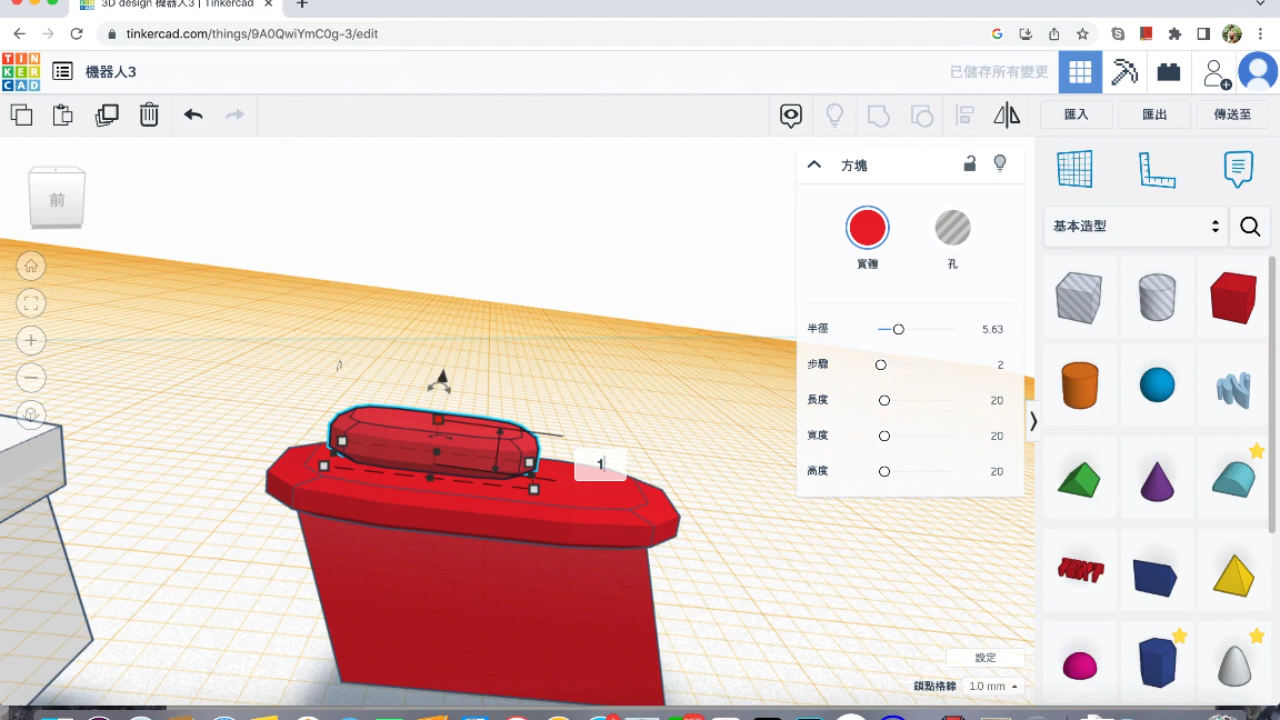 3D design 機器人3 | Tinkercad
tinkercad.com/things/9A0QwiYmC0g-3/edit
TIN
KER
CAD
機器人3
已儲存所有變更
匯入
匯出
傳送至
前
方塊
實體
孔
半徑 5.63
步驟 2
長度 20
寬度 20
高度 20
基本造型
1
TEXT
設定
鎖點格線 1.0 mm